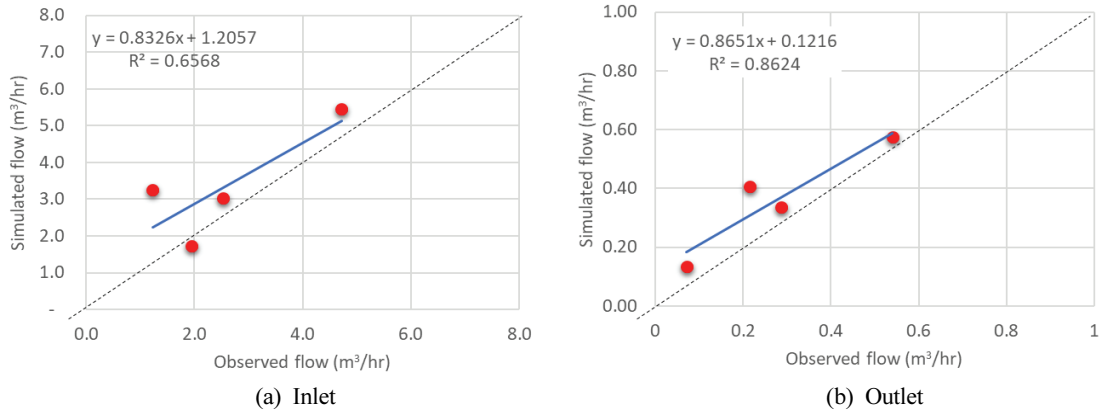 8.0
7.0
6.0
5.0
4.0
3.0
2.0
1.0
-
0.0 2.0 4.0 6.0 8.0
Simulated flow (m³/hr)
Observed flow (m³/hr)
y = 0.8326x + 1.2057
R² = 0.6568
(a) Inlet
1.00
0.80
0.60
0.40
0.20
0.00
0 0.2 0.4 0.6 0.8 1
Simulated flow (m³/hr)
Observed flow (m³/hr)
y = 0.8651x + 0.1216
R² = 0.8624
(b) Outlet